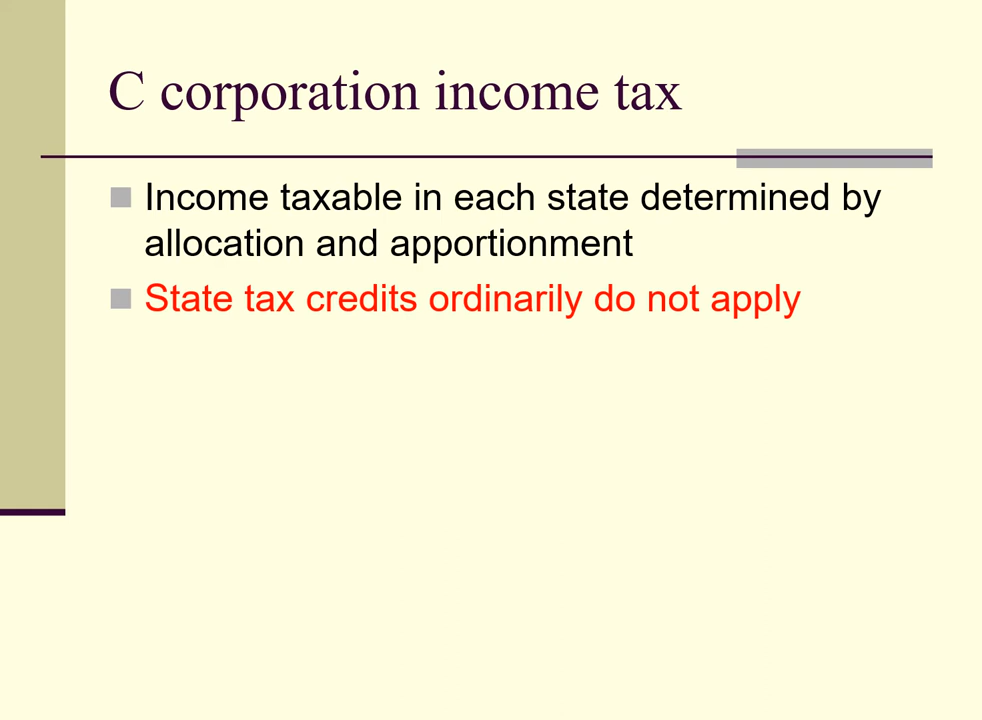 C corporation income tax
Income taxable in each state determined by
allocation and apportionment
State tax credits ordinarily do not apply